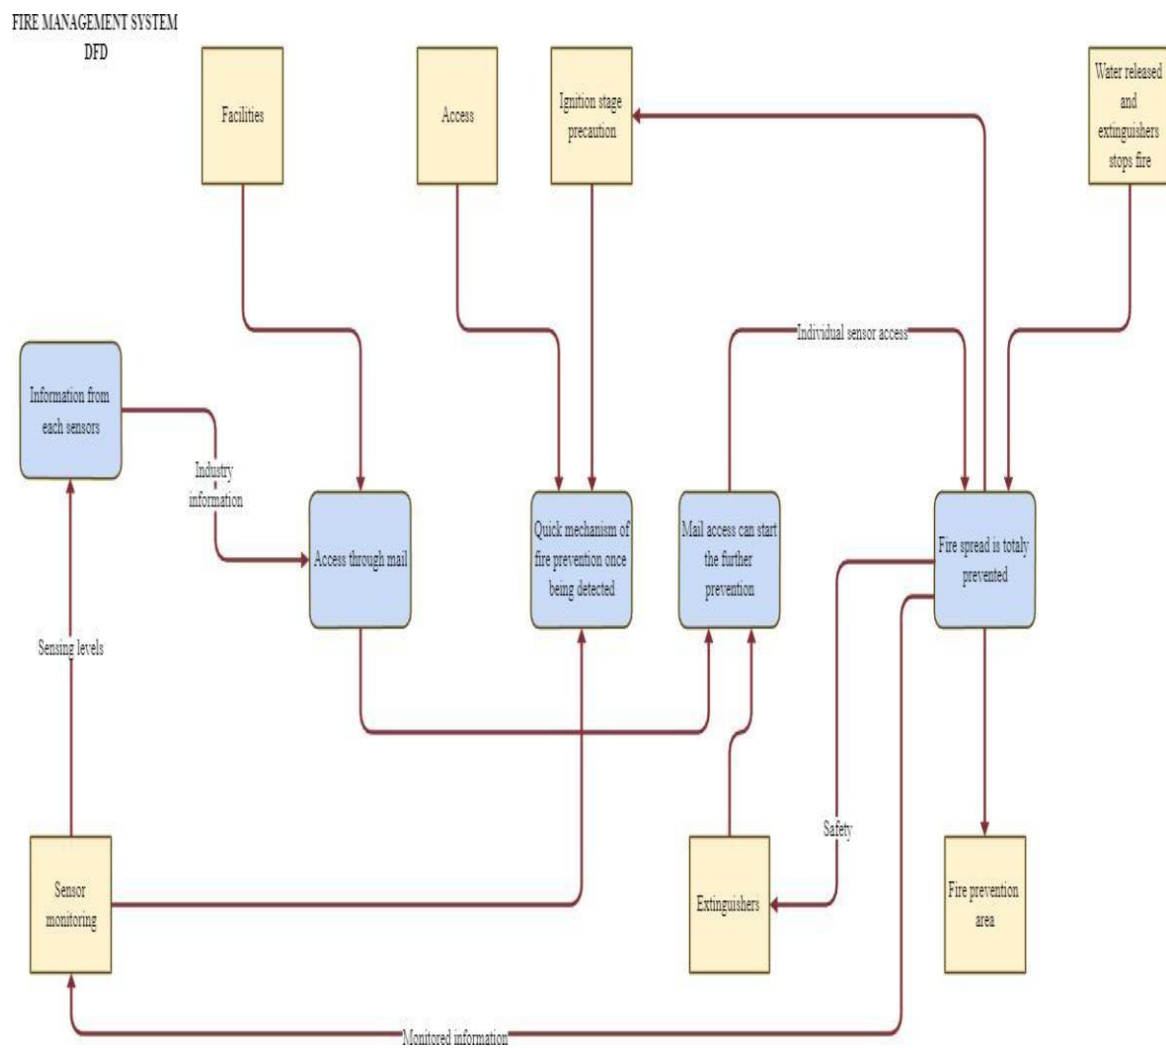 FIRE MANAGEMENT SYSTEM
DFD
Facilities
Access
Ignition stage
precaution
Water released
and
extinguishers
stops fire
Individual sensor access
Information from
each sensors
Industry
information
Access through mail
Quick mechanism of
fire prevention once
being detected
Mail access can start
the further
prevention
Fire spread is totaly
prevented
Sensing levels
Safety
Sensor
monitoring
Extinguishers
Fire prevention
area
Monitored information